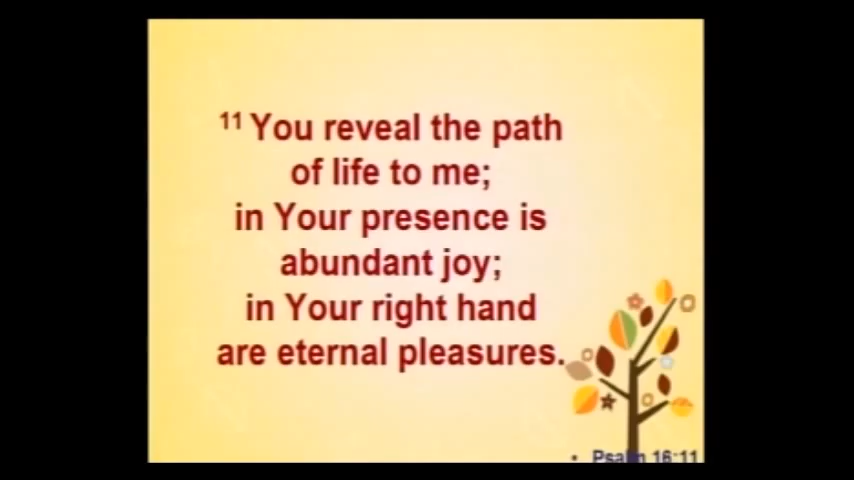 11 You reveal the path
of life to me;
in Your presence is
abundant joy;
in Your right hand
are eternal pleasures.
• Psalm 16:11